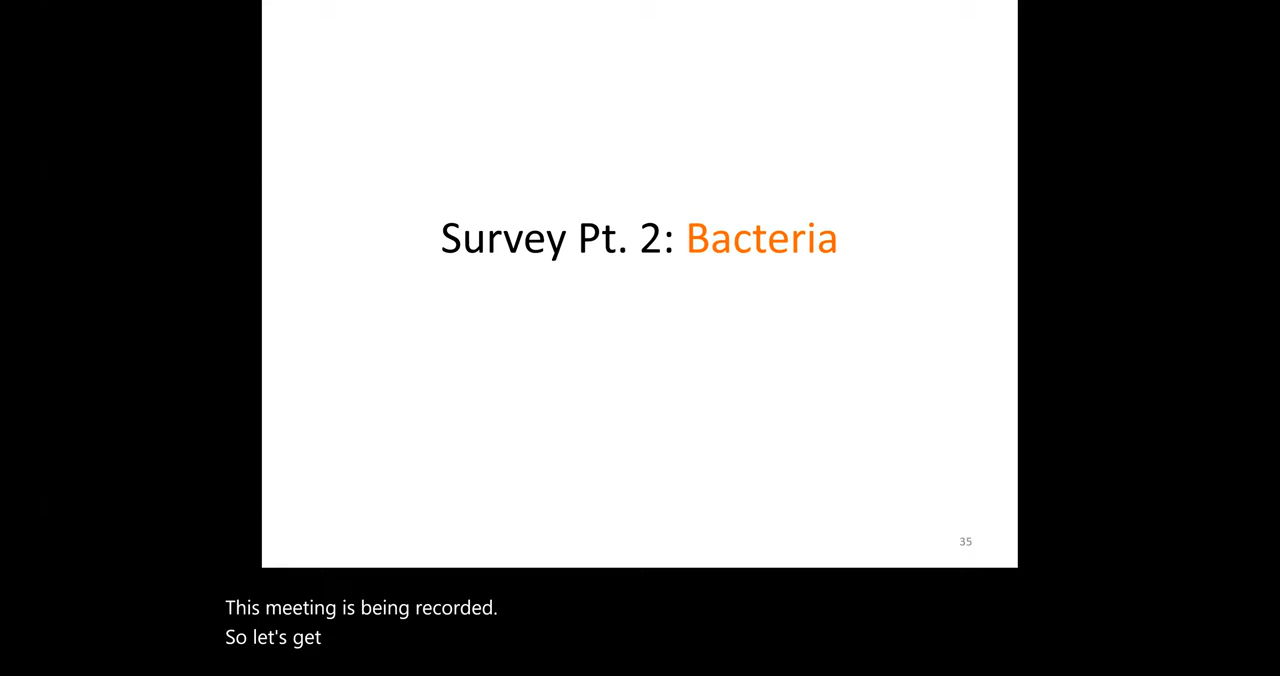 Survey Pt. 2: Bacteria
35
This meeting is being recorded.
So let's get